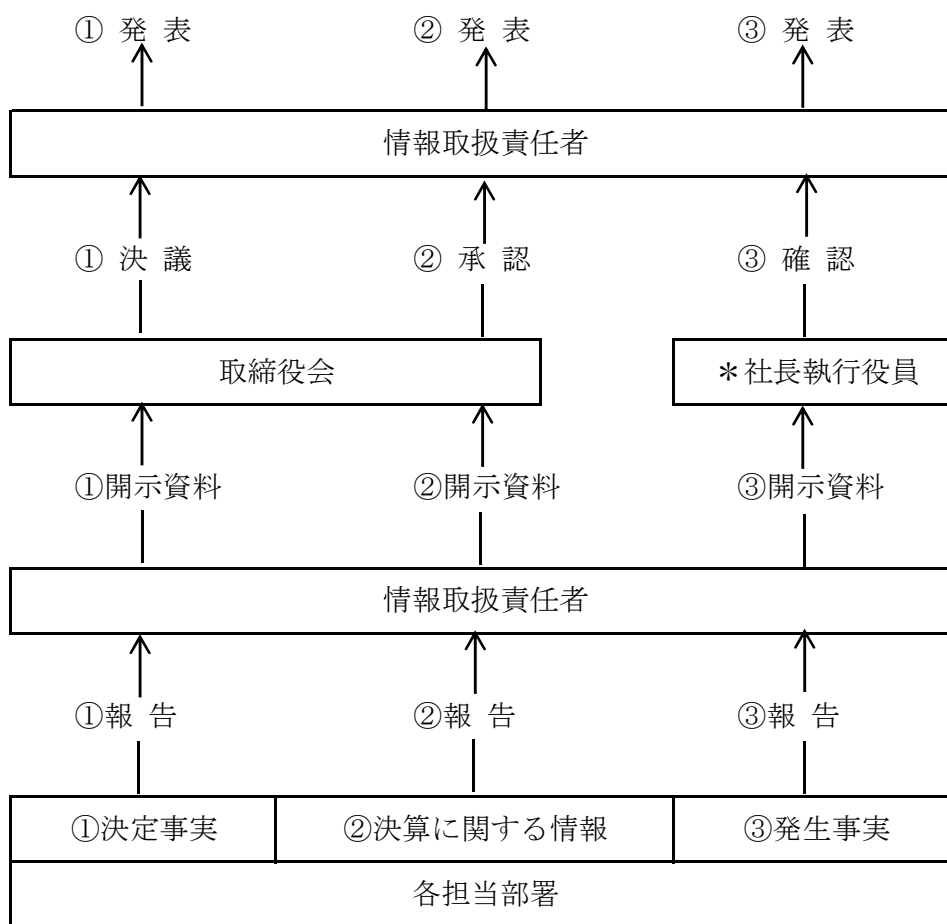 ① 発 表 ② 発 表 ③ 発 表
情報取扱責任者
① 決 議 ② 承 認 ③ 確 認
取締役会 ＊社長執行役員
①開示資料 ②開示資料 ③開示資料
情報取扱責任者
①報 告 ②報 告 ③報 告
①決定事実 ②決算に関する情報 ③発生事実
各担当部署